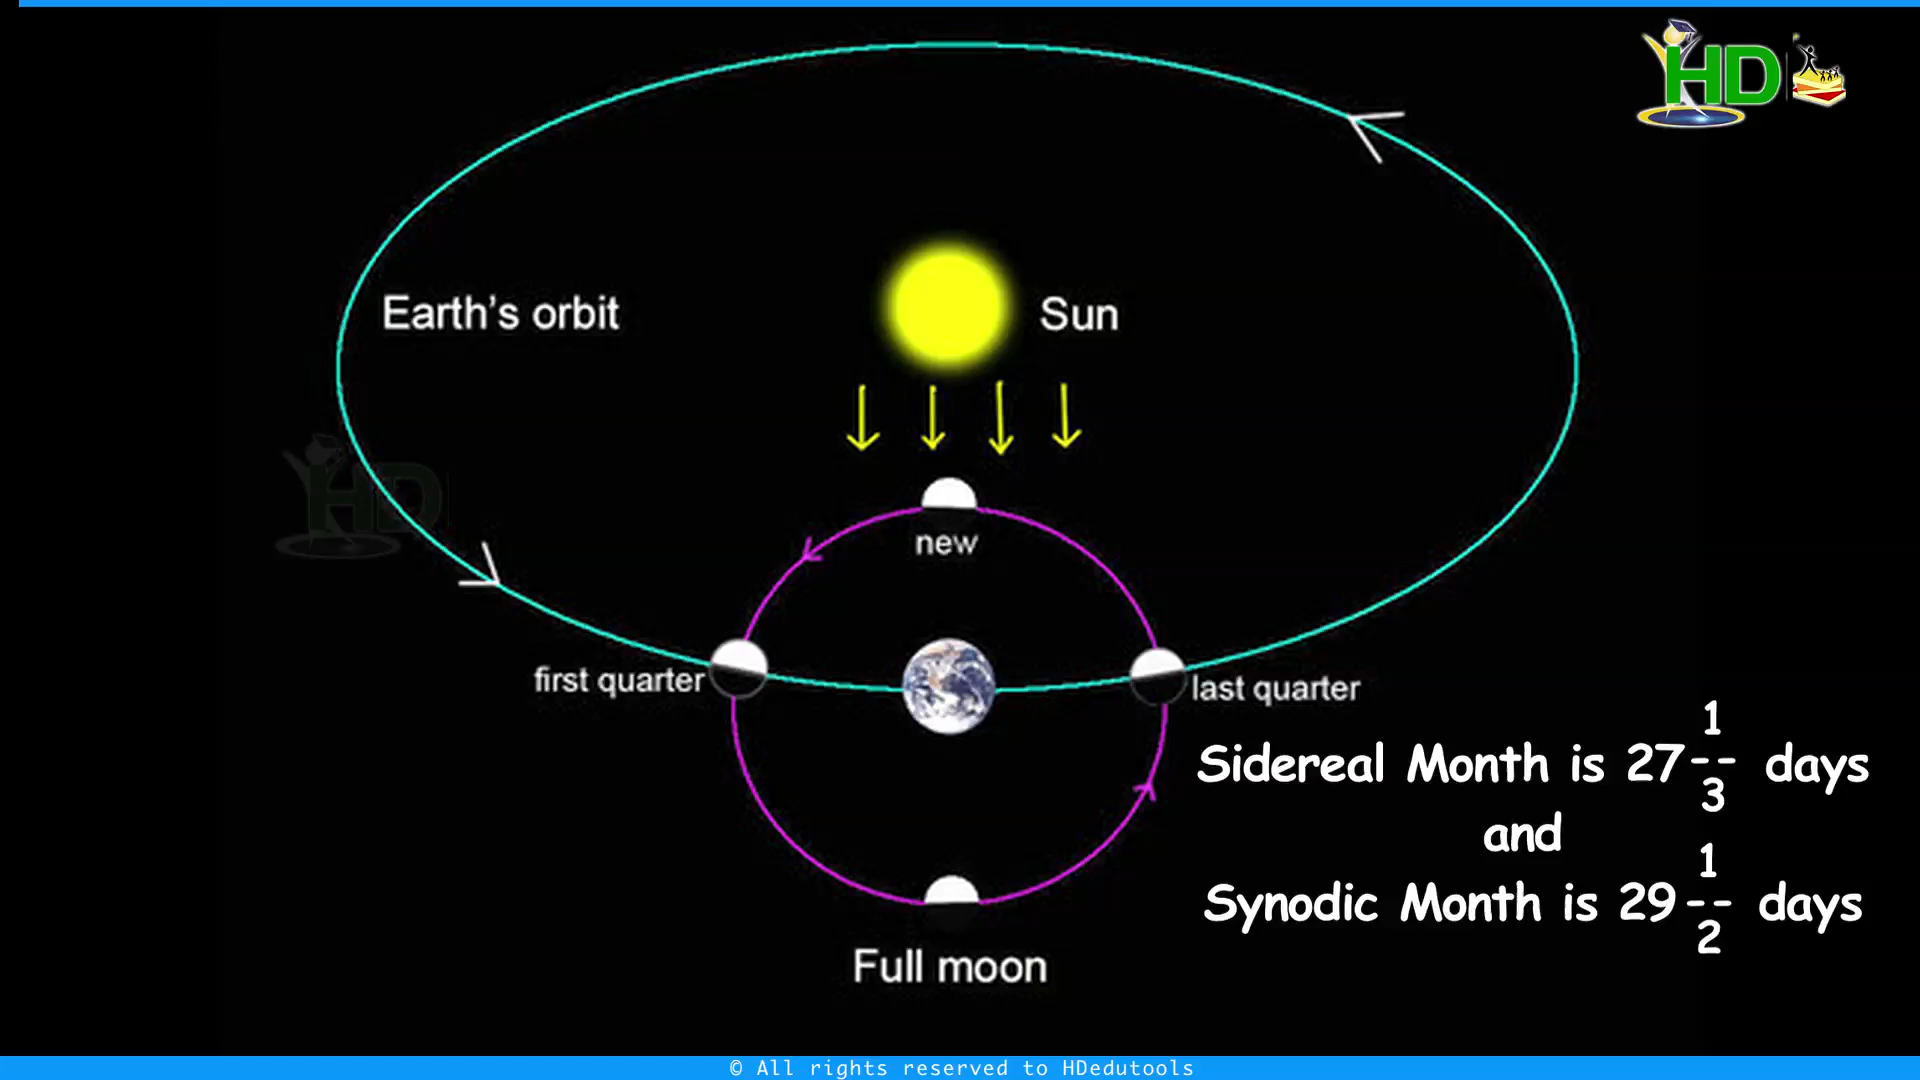 HD
Earth's orbit
Sun
HD
new
first quarter
last quarter
Sidereal Month is 27 1/3 days
and
Synodic Month is 29 1/2 days
Full moon
© All rights reserved to HDedutools